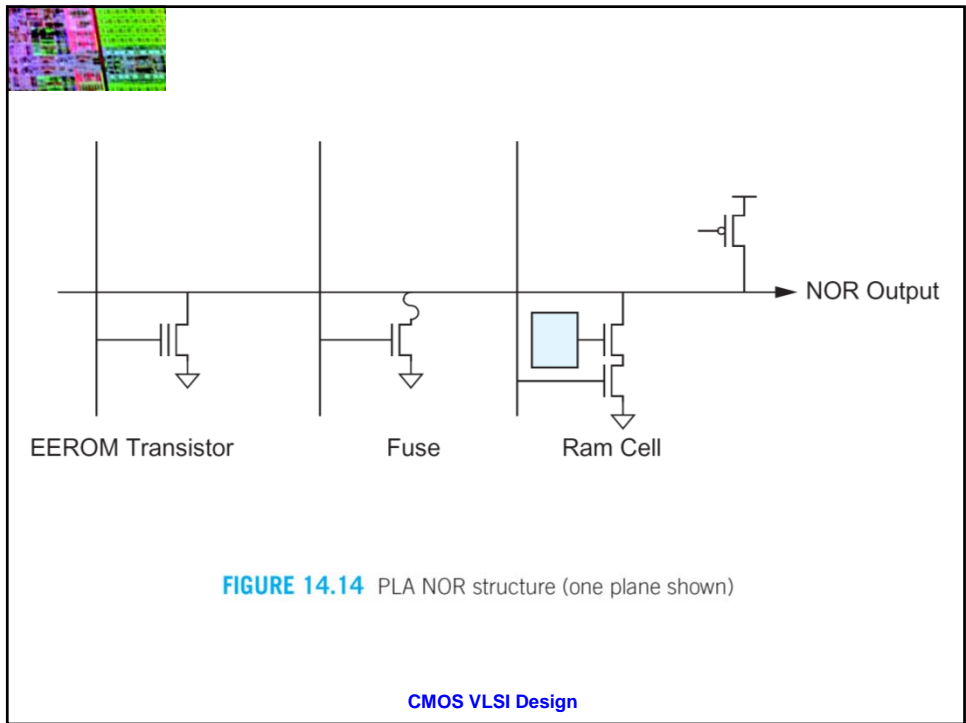 NOR Output
EEROM Transistor
Fuse
Ram Cell
FIGURE 14.14 PLA NOR structure (one plane shown)
CMOS VLSI Design